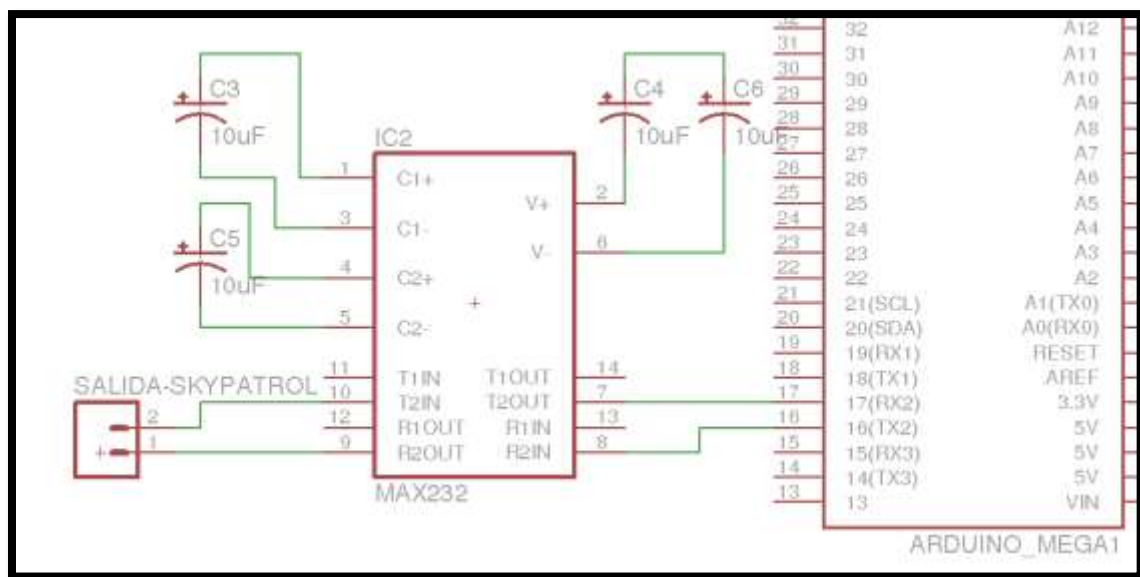 C3
10uF
C5
10uF
C4
10uF
C6
10uF
IC2
1
C1+
3
C1-
4
C2+
5
C2-
2
V+
6
V-
11
T1IN
T1OUT
14
10
T2IN
T2OUT
7
12
R1OUT
R1IN
13
9
R2OUT
R2IN
8
MAX232
SALIDA-SKYPATROL
2
+ 1
32
32
A12
31
31
A11
30
30
A10
29
29
A9
28
28
A8
27
27
A7
26
26
A6
25
25
A5
24
24
A4
23
23
A3
22
22
A2
21
21(SCL)
A1(TX0)
20
20(SDA)
A0(RX0)
19
19(RX1)
RESET
18
18(TX1)
AREF
17
17(RX2)
3.3V
16
16(TX2)
5V
15
15(RX3)
5V
14
14(TX3)
5V
13
13
VIN
ARDUINO_MEGA1